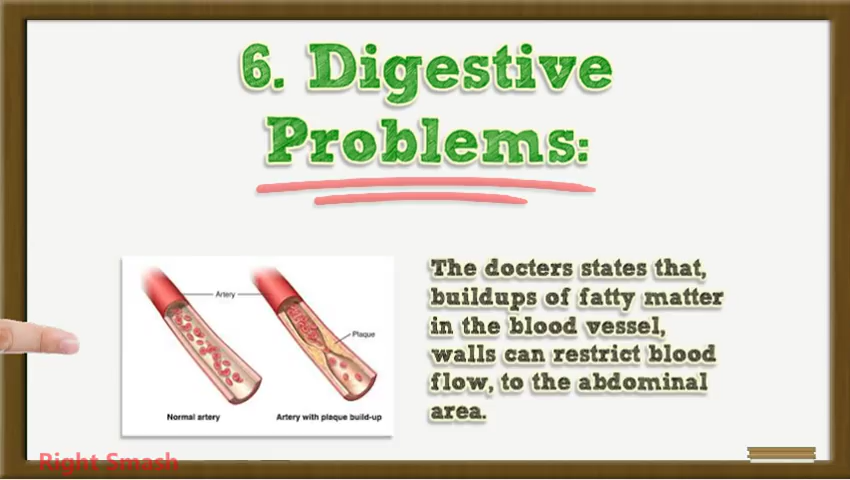 6. Digestive
Problems:
Artery
Plaque
Normal artery
Artery with plaque build-up
The docters states that,
buildups of fatty matter
in the blood vessel,
walls can restrict blood
flow, to the abdominal
area.
Right Smash